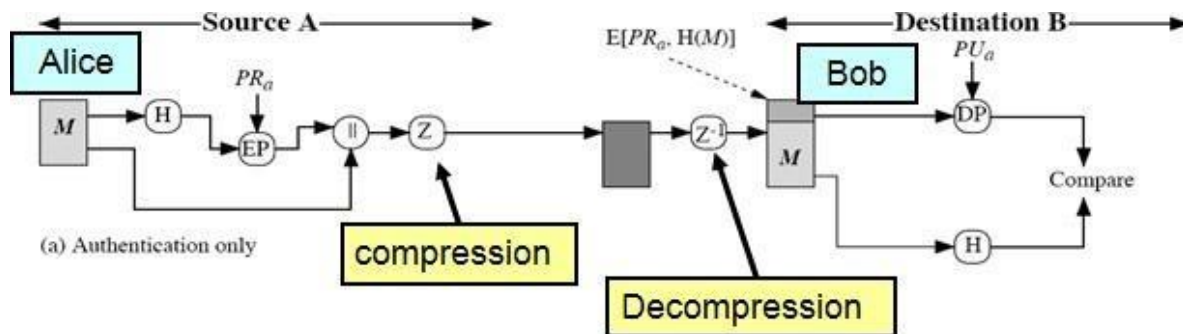 Source A
Destination B
E[PRₐ. H(M)]
Alice
Bob
PUₐ
PRₐ
M
H
EP
||
Z
Z⁻¹
M
DP
Compare
H
(a) Authentication only
compression
Decompression